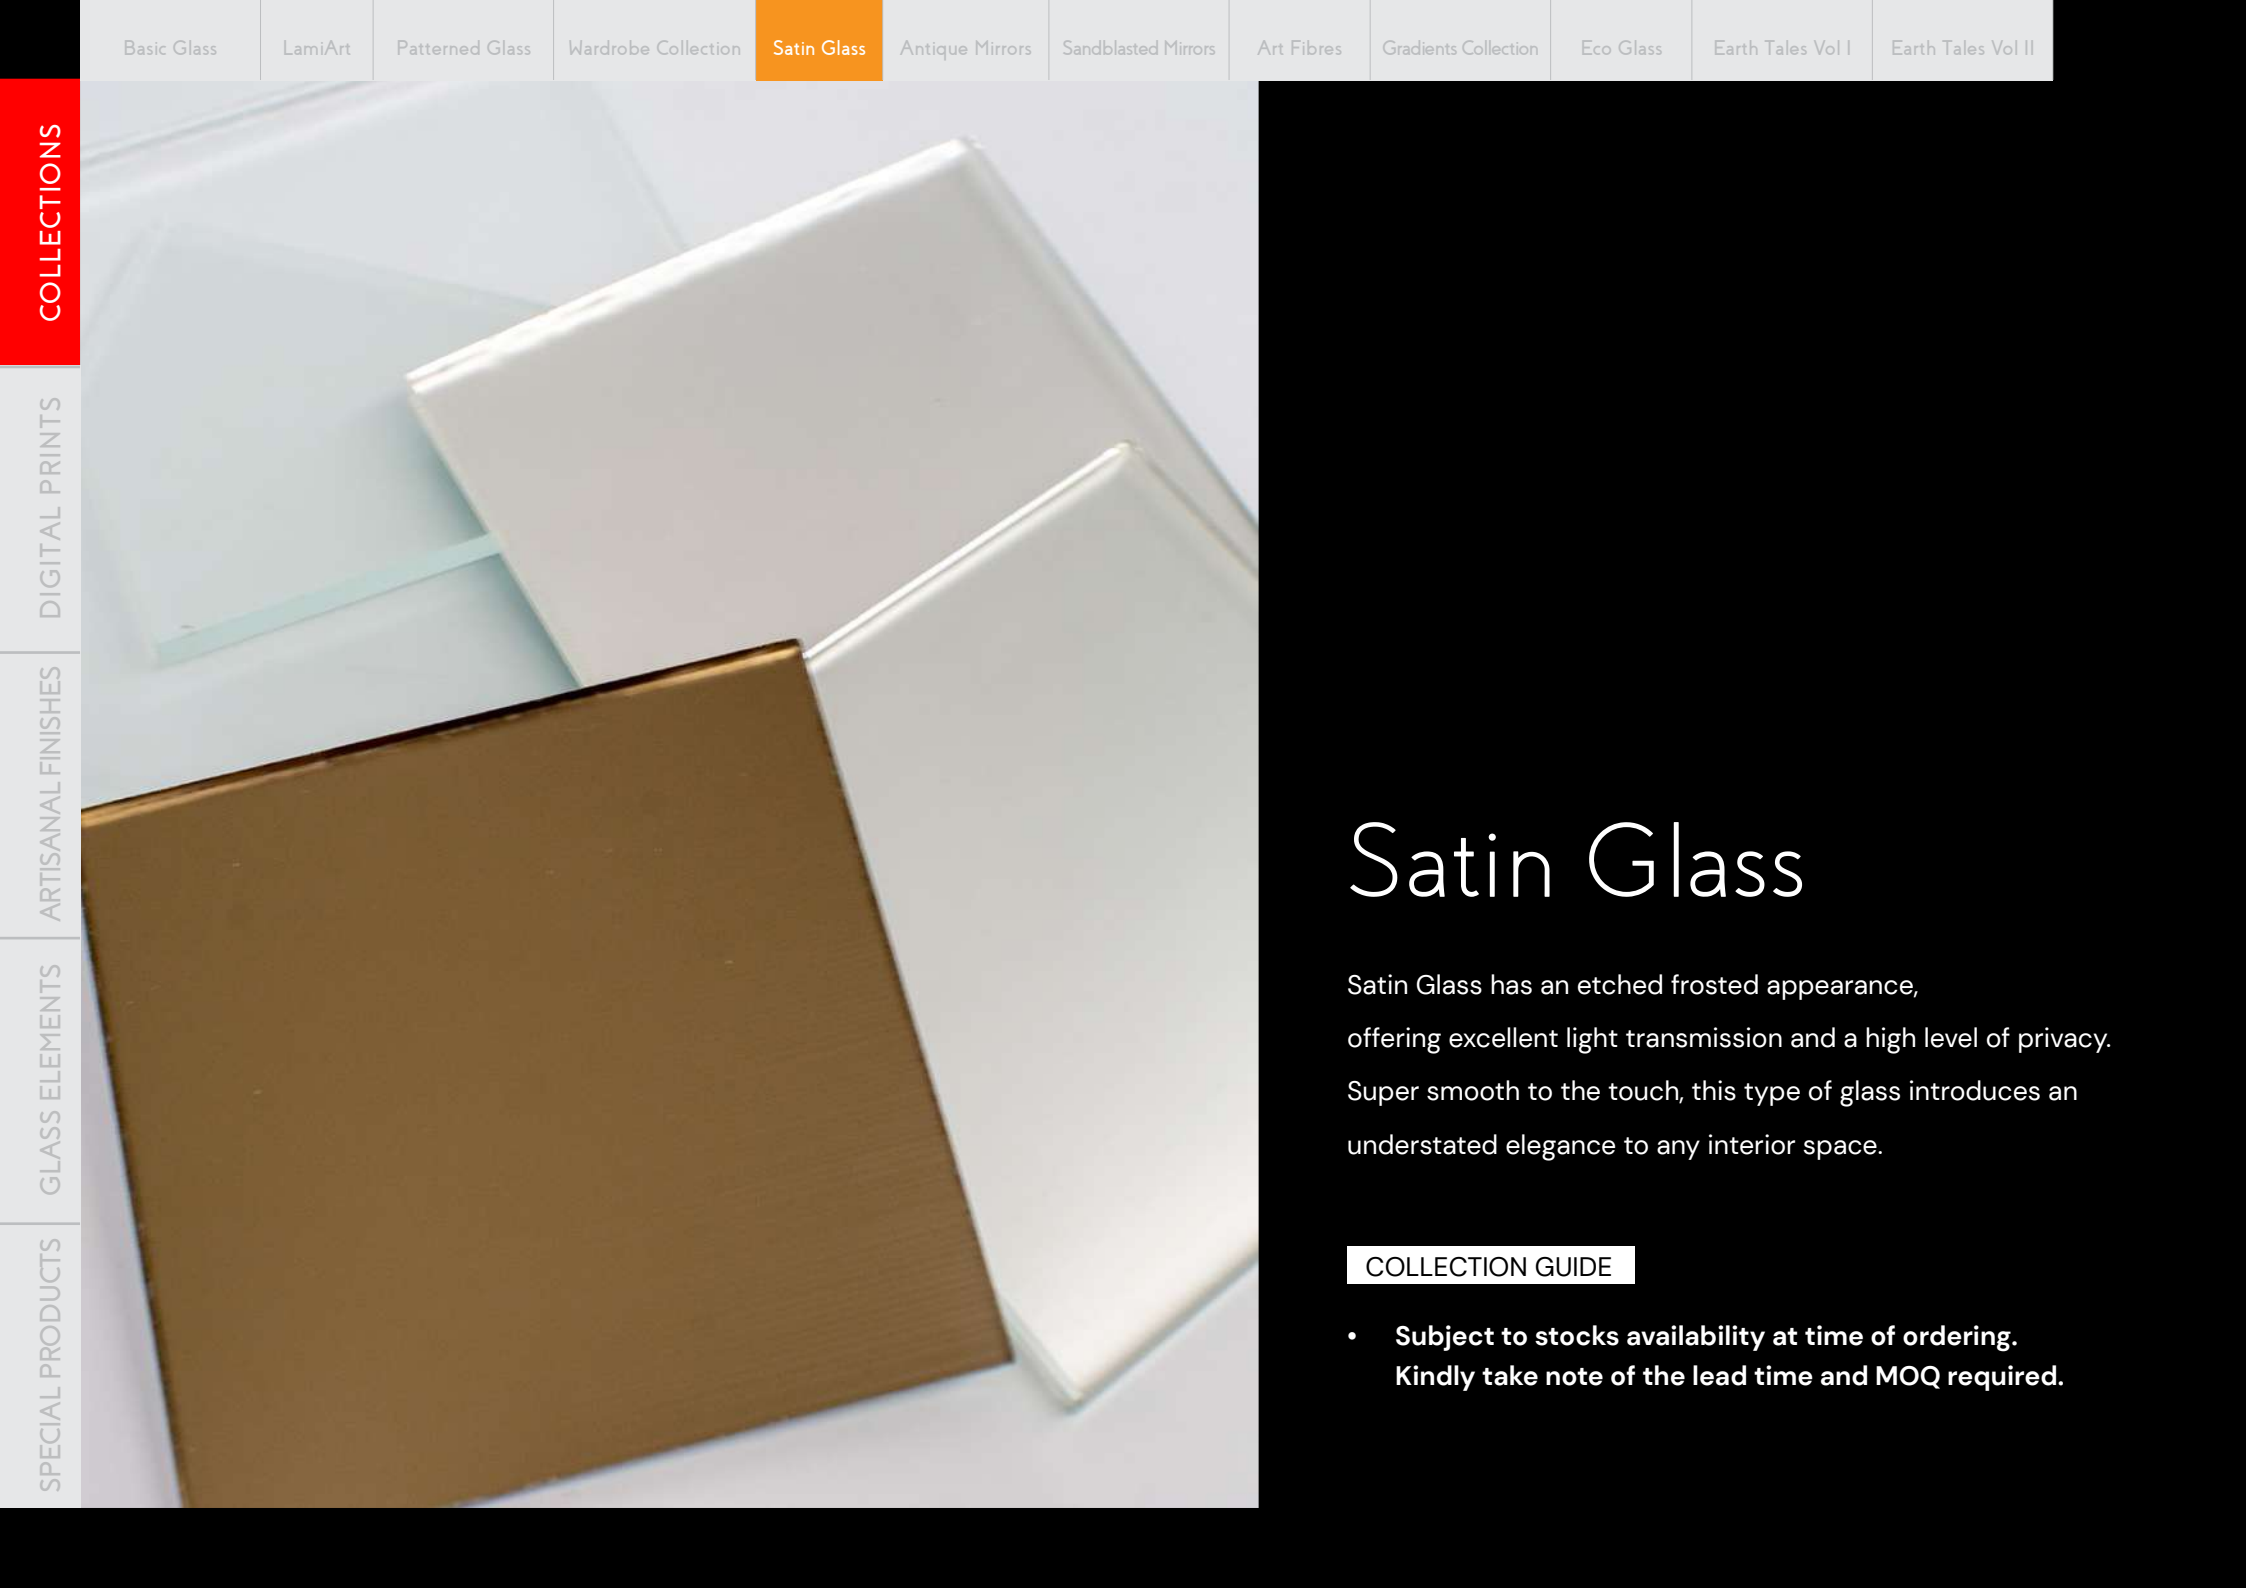 Basic Glass
LamiArt
Patterned Glass
Wardrobe Collection
Satin Glass
Antique Mirrors
Sandblasted Mirrors
Art Fibres
Gradients Collection
Eco Glass
Earth Tales Vol I
Earth Tales Vol II
COLLECTIONS
DIGITAL PRINTS
ARTISANAL FINISHES
GLASS ELEMENTS
SPECIAL PRODUCTS
Satin Glass
Satin Glass has an etched frosted appearance,
offering excellent light transmission and a high level of privacy.
Super smooth to the touch, this type of glass introduces an
understated elegance to any interior space.
COLLECTION GUIDE
• Subject to stocks availability at time of ordering.
Kindly take note of the lead time and MOQ required.